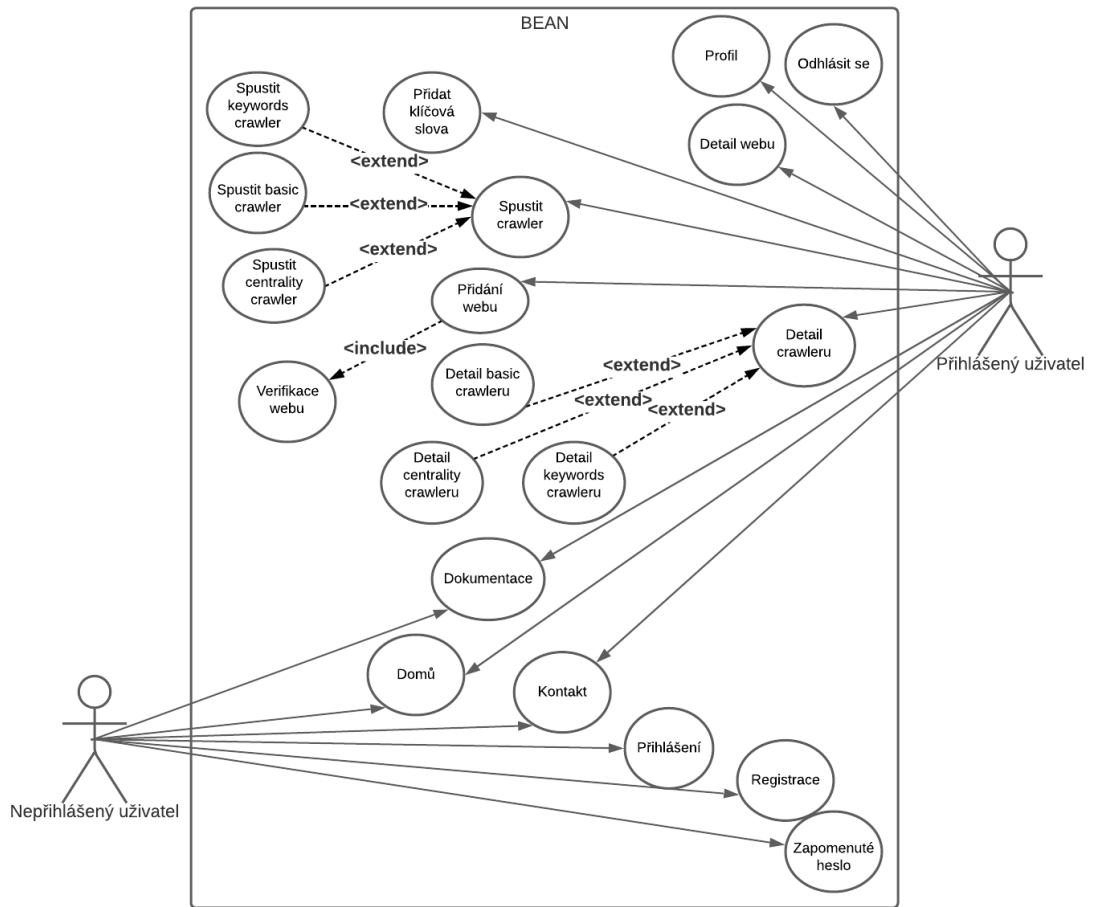 BEAN
Profil
Odhlásit se
Spustit
keywords
crawler
Přidat
klíčová
slova
Detail webu
<extend>
Spustit basic
crawler
<extend>
Spustit
crawler
<extend>
Spustit
centrality
crawler
Přidání
webu
<include>
Verifikace
webu
Detail basic
crawleru
<extend>
<extend>
<extend>
Detail
crawleru
Přihlášený uživatel
Detail
centrality
crawleru
Detail
keywords
crawleru
Dokumentace
Domů
Kontakt
Přihlášení
Registrace
Zapomenuté
heslo
Nepřihlášený uživatel